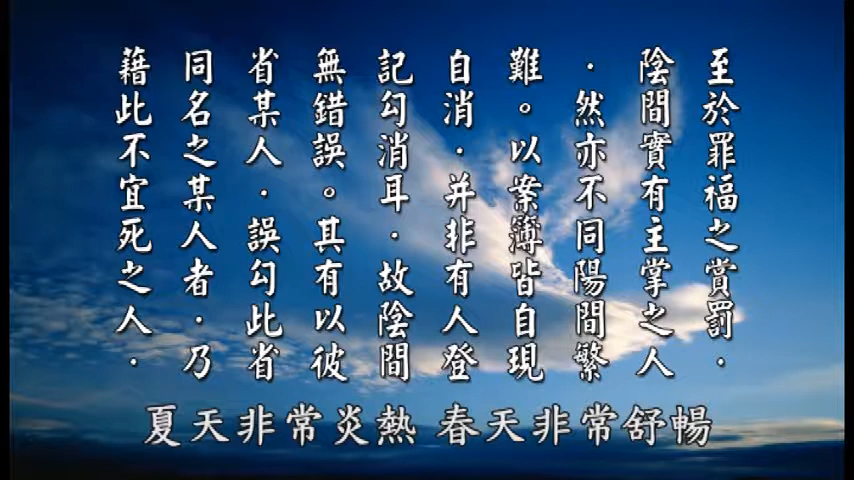 至於罪福之賞罰．
陰間實有主掌之人
．然亦不同陽間繁
難。以案簿皆自現
自消．并非有人登
記勾消耳．故陰間
無錯誤。其有以彼
省某人．誤勾此省
同名之某人者．乃
藉此不宜死之人．
夏天非常炎熱 春天非常舒暢